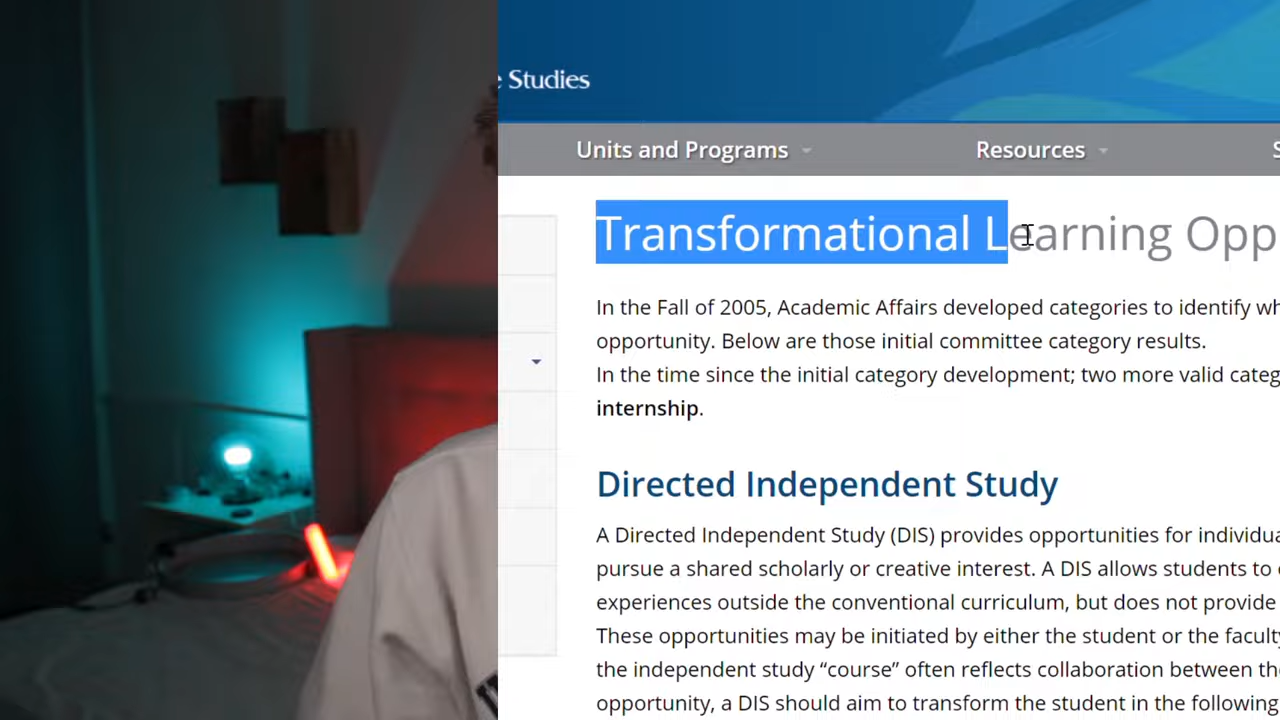 Studies
Units and Programs
Resources
Transformational Learning Opp
In the Fall of 2005, Academic Affairs developed categories to identify wh
opportunity. Below are those initial committee category results.
In the time since the initial category development; two more valid categ
internship.
Directed Independent Study
A Directed Independent Study (DIS) provides opportunities for individua
pursue a shared scholarly or creative interest. A DIS allows students to
experiences outside the conventional curriculum, but does not provide
These opportunities may be initiated by either the student or the faculty
the independent study “course” often reflects collaboration between the
opportunity, a DIS should aim to transform the student in the following